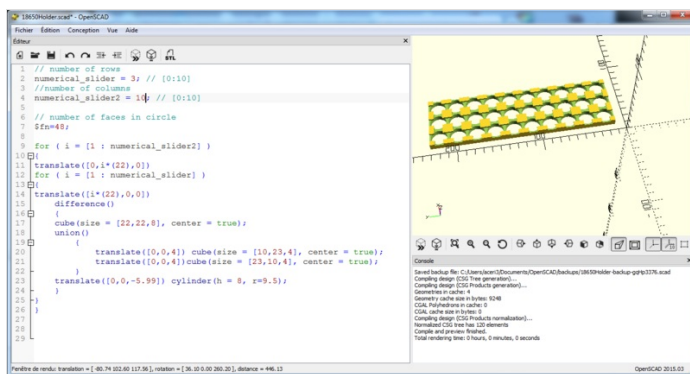 18650Holder.scad* - OpenSCAD
Fichier Édition Conception Vue Aide
Éditeur
STL
1 // number of rows
2 numerical_slider = 3; // [0:10]
3 //number of columns
4 numerical_slider2 = 10; // [0:10]
5
6 // number of faces in circle
7 $fn=48;
8
9 for ( i = [1 : numerical_slider2] )
10 {
11 translate([0,i*(22),0])
12 for ( i = [1 : numerical_slider] )
13 {
14 translate([i*(22),0,0])
15 difference()
16 {
17 cube(size = [22,22,8], center = true);
18 union()
19 {
20 translate([0,0,4]) cube(size = [10,23,4], center = true);
21 translate([0,0,4])cube(size = [23,10,4], center = true);
22 }
23 translate([0,0,-5.99]) cylinder(h = 8, r=9.5);
24 }
25 }
26 }
27
28
29
Console
Saved backup file: C:/Users/acer/Documents/OpenSCAD/backups/18650Holder-backup-gqHp3376.scad
Compiling design (CSG Tree generation)...
Compiling design (CSG Products generation)...
Geometries in cache: 4
Geometry cache size in bytes: 9248
CGAL Polyhedrons in cache: 0
CGAL cache size in bytes: 0
Compiling design (CSG Products normalization)...
Normalized CSG tree has 120 elements
Compile and preview finished.
Total rendering time: 0 hours, 0 minutes, 0 seconds
Fenêtre de rendu: translation = [ -80.74 102.60 117.56 ], rotation = [ 36.10 0.00 260.20 ], distance = 446.13
OpenSCAD 2015.03